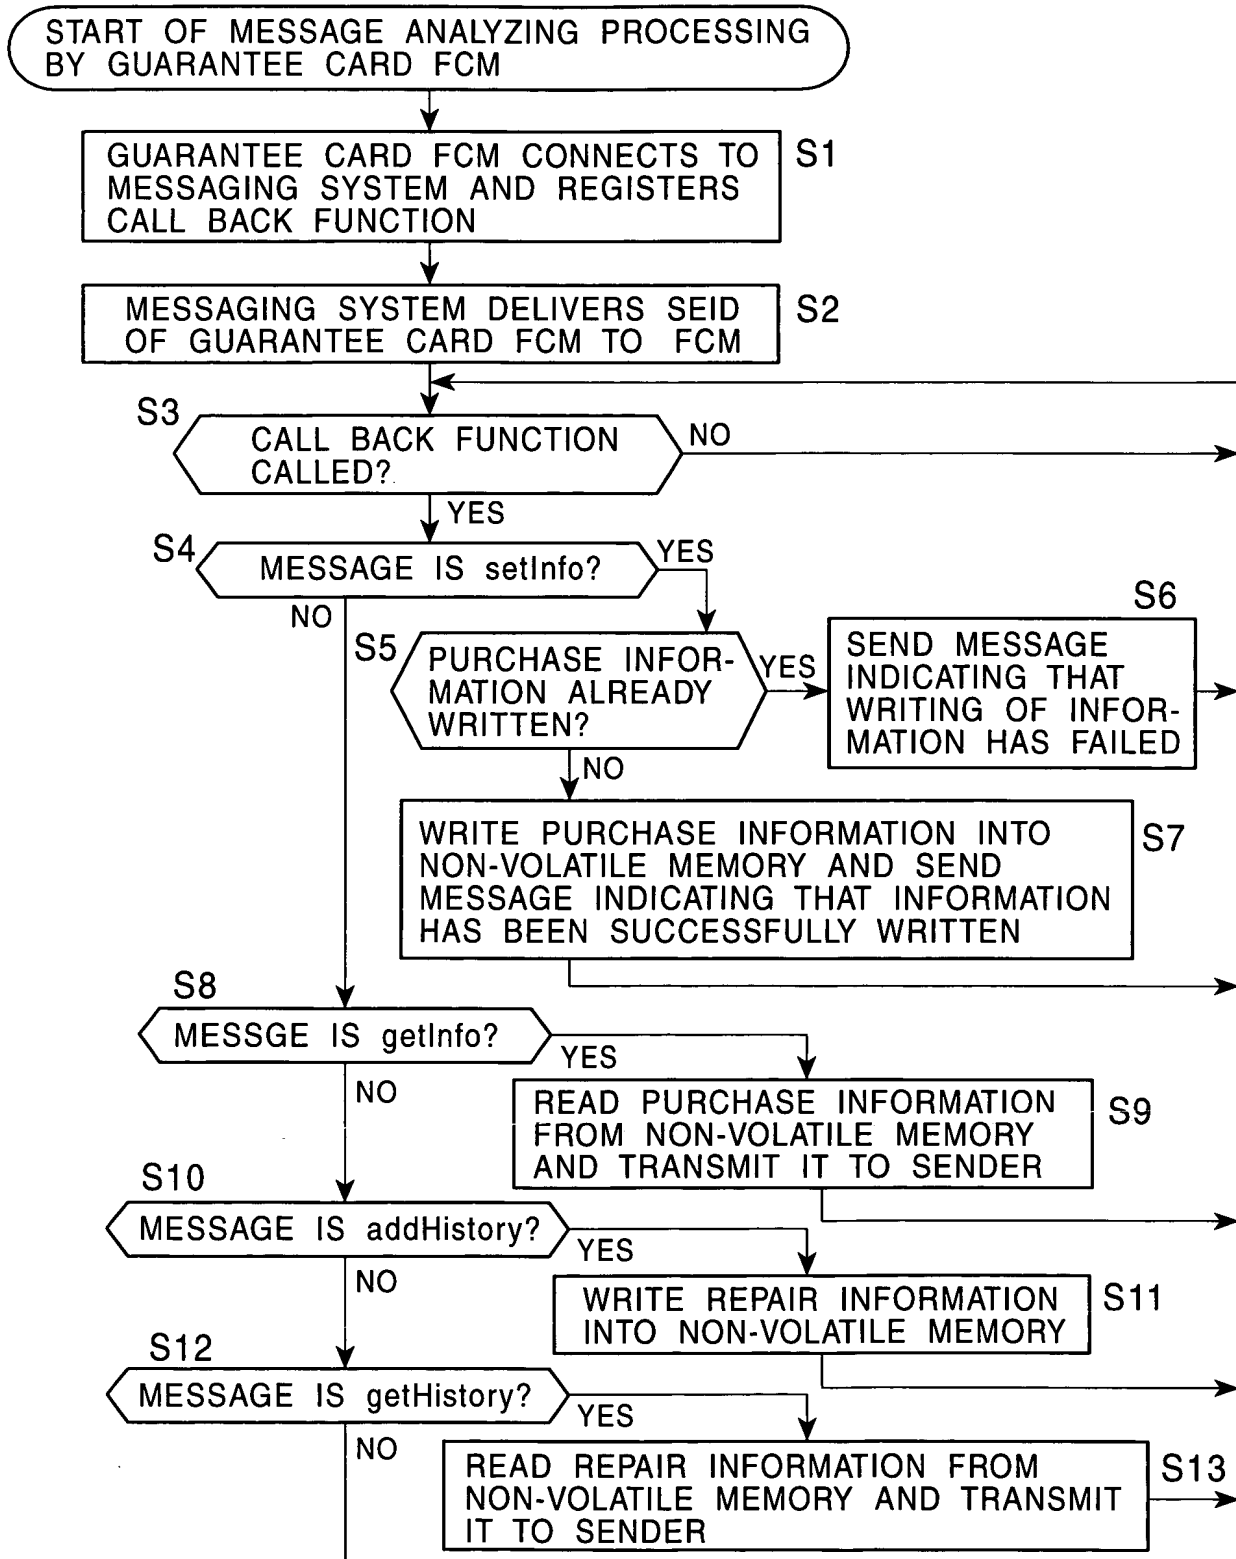 START OF MESSAGE ANALYZING PROCESSING
BY GUARANTEE CARD FCM
GUARANTEE CARD FCM CONNECTS TO
MESSAGING SYSTEM AND REGISTERS
CALL BACK FUNCTION
S1
MESSAGING SYSTEM DELIVERS SEID
OF GUARANTEE CARD FCM TO FCM
S2
S3
CALL BACK FUNCTION
CALLED?
NO
YES
S4
MESSAGE IS setInfo?
YES
NO
S5
PURCHASE INFOR-
MATION ALREADY
WRITTEN?
YES
S6
SEND MESSAGE
INDICATING THAT
WRITING OF INFOR-
MATION HAS FAILED
NO
WRITE PURCHASE INFORMATION INTO
NON-VOLATILE MEMORY AND SEND
MESSAGE INDICATING THAT INFORMATION
HAS BEEN SUCCESSFULLY WRITTEN
S7
S8
MESSGE IS getInfo?
YES
NO
READ PURCHASE INFORMATION
FROM NON-VOLATILE MEMORY
AND TRANSMIT IT TO SENDER
S9
S10
MESSAGE IS addHistory?
YES
NO
WRITE REPAIR INFORMATION
INTO NON-VOLATILE MEMORY
S11
S12
MESSAGE IS getHistory?
YES
NO
READ REPAIR INFORMATION FROM
NON-VOLATILE MEMORY AND TRANSMIT
IT TO SENDER
S13